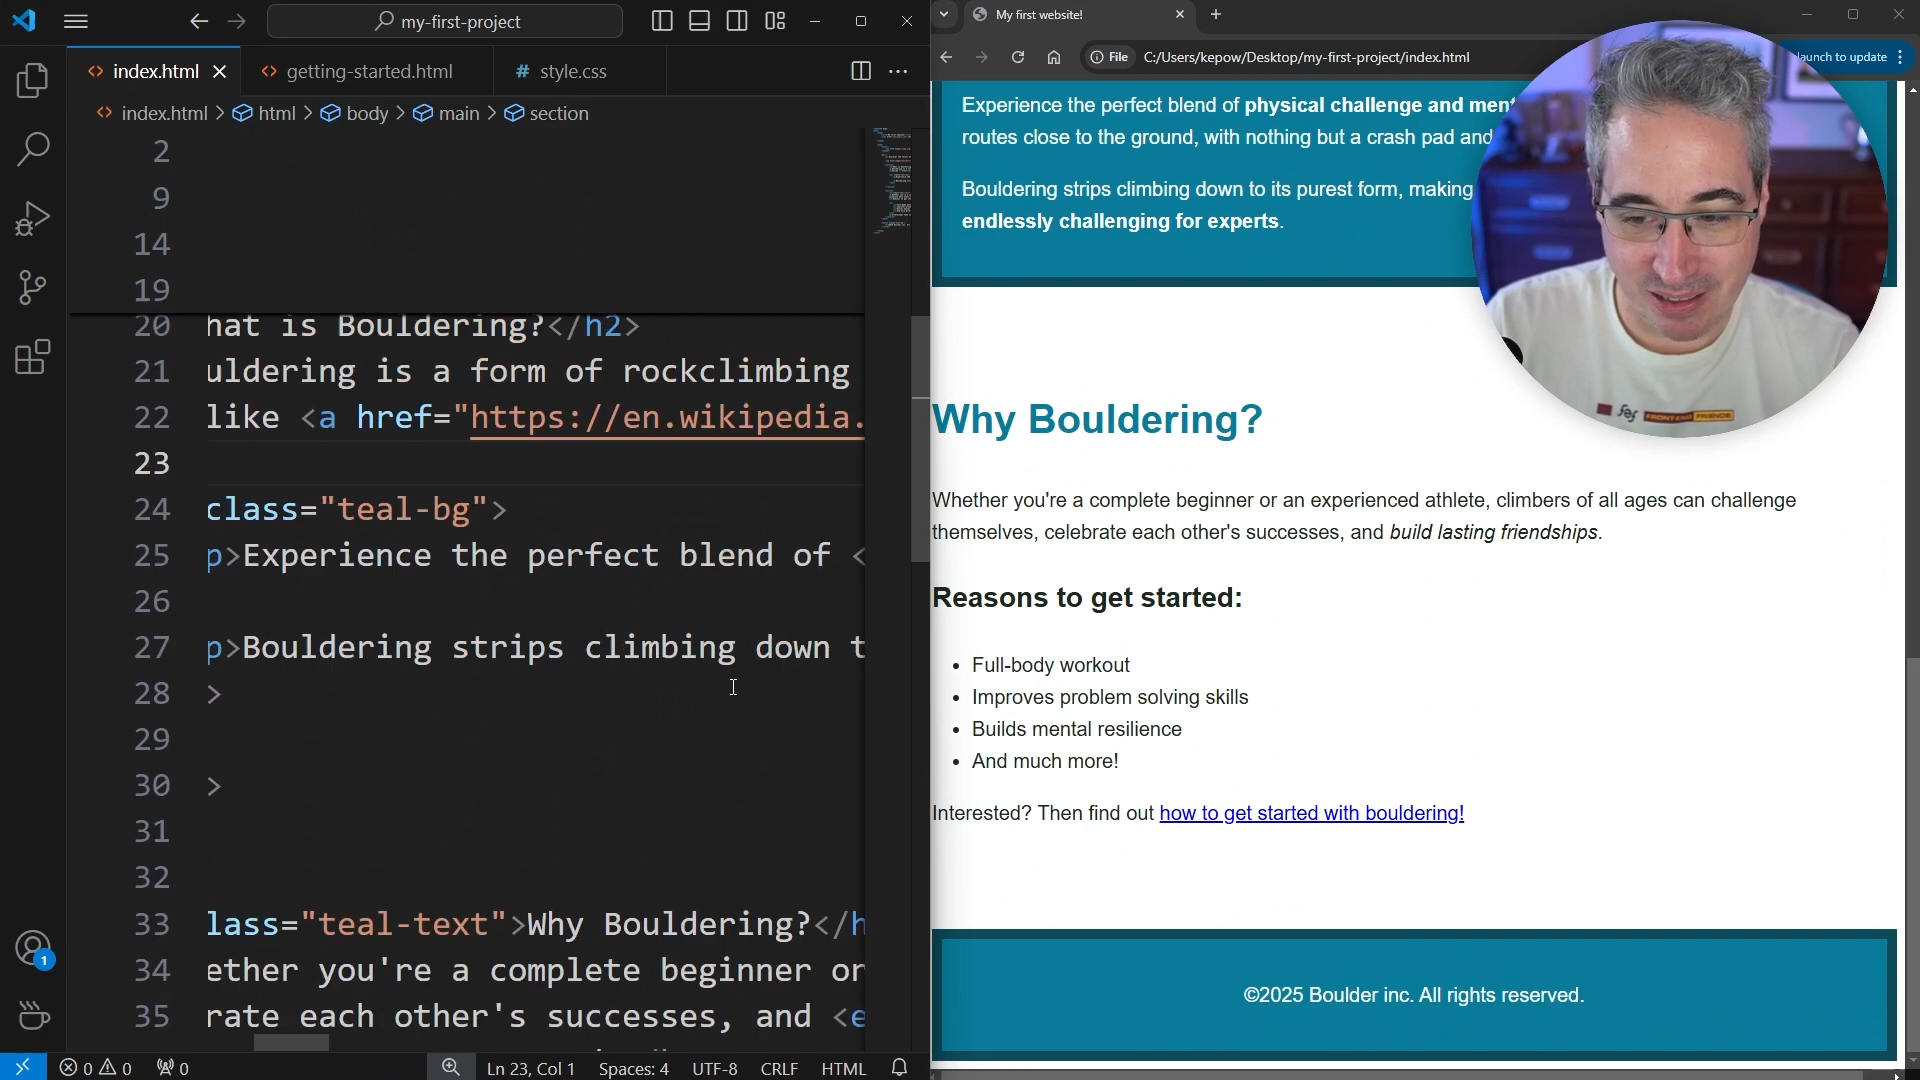 my-first-project
index.html
getting-started.html
# style.css
index.html > html > body > main > section
2
9
14
19
20 hat is Bouldering?</h2>
21 uldering is a form of rockclimbing
22 like <a href="https://en.wikipedia.
23
24 class="teal-bg">
25 p>Experience the perfect blend of <
26
27 p>Bouldering strips climbing down t
28 >
29
30 >
31
32
33 lass="teal-text">Why Bouldering?</h
34 ether you're a complete beginner or
35 rate each other's successes, and <e
1
0 0 0
Ln 23, Col 1 Spaces: 4 UTF-8 CRLF HTML
My first website!
File C:/Users/kepow/Desktop/my-first-project/index.html
launch to update
Experience the perfect blend of physical challenge and ment
routes close to the ground, with nothing but a crash pad and
Bouldering strips climbing down to its purest form, making
endlessly challenging for experts.
Why Bouldering?
Whether you're a complete beginner or an experienced athlete, climbers of all ages can challenge
themselves, celebrate each other's successes, and build lasting friendships.
Reasons to get started:
• Full-body workout
• Improves problem solving skills
• Builds mental resilience
• And much more!
Interested? Then find out how to get started with bouldering!
©2025 Boulder inc. All rights reserved.
fef FRONTEND FRIENDS